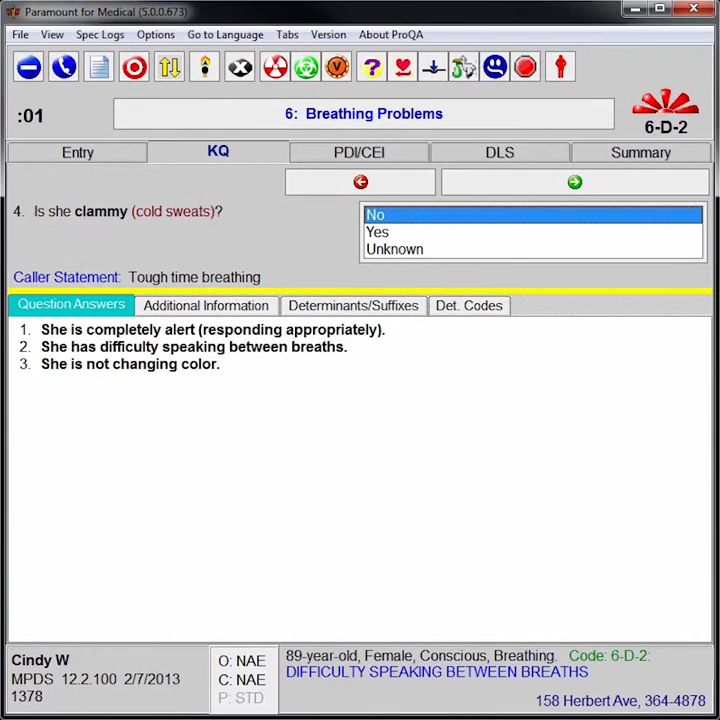 Paramount for Medical (5.0.0.673)
File View Spec Logs Options Go to Language Tabs Version About ProQA
:01
6: Breathing Problems
6-D-2
Entry KQ PDI/CEI DLS Summary
4. Is she clammy (cold sweats)?
No
Yes
Unknown
Caller Statement: Tough time breathing
Question Answers Additional Information Determinants/Suffixes Det. Codes
1. She is completely alert (responding appropriately).
2. She has difficulty speaking between breaths.
3. She is not changing color.
Cindy W
MPDS 12.2.100 2/7/2013
1378
O: NAE
C: NAE
P: STD
89-year-old, Female, Conscious, Breathing. Code: 6-D-2:
DIFFICULTY SPEAKING BETWEEN BREATHS
158 Herbert Ave, 364-4878